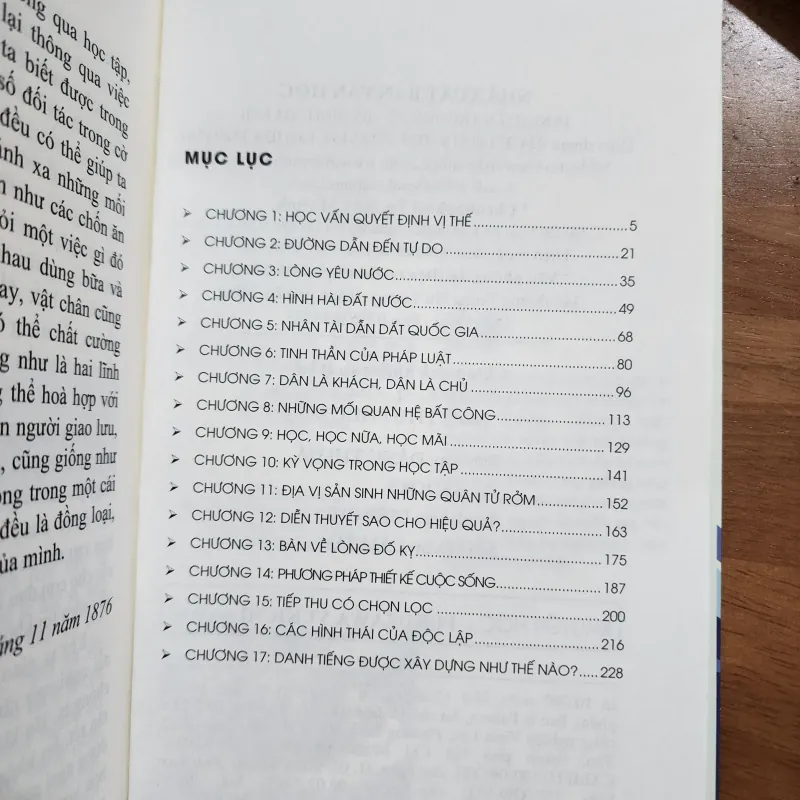 ng qua học tập,
lại thông qua việc
ta biết được trong
số đối tác trong cờ
đều có thể giúp ta
ánh xa những mối
n như các chốn ăn
ỏi một việc gì đó
hau dùng bữa và
ay, vật chân cũng
ó thể chất cường
g như là hai lĩnh
g thể hoà hợp với
n người giao lưu,
, cũng giống như
ng trong một cái
đều là đồng loại,
ủa mình.
áng 11 năm 1876
MỤC LỤC
➢ CHƯƠNG 1: HỌC VẤN QUYẾT ĐỊNH VỊ THẾ 5
➢ CHƯƠNG 2: ĐƯỜNG DẪN ĐẾN TỰ DO 21
➢ CHƯƠNG 3: LÒNG YÊU NƯỚC 35
➢ CHƯƠNG 4: HÌNH HÀI ĐẤT NƯỚC 49
➢ CHƯƠNG 5: NHÂN TÀI DẪN DẮT QUỐC GIA 68
➢ CHƯƠNG 6: TINH THẦN CỦA PHÁP LUẬT 80
➢ CHƯƠNG 7: DÂN LÀ KHÁCH, DÂN LÀ CHỦ 96
➢ CHƯƠNG 8: NHỮNG MỐI QUAN HỆ BẤT CÔNG 113
➢ CHƯƠNG 9: HỌC, HỌC NỮA, HỌC MÃI 129
➢ CHƯƠNG 10: KỲ VỌNG TRONG HỌC TẬP 141
➢ CHƯƠNG 11: ĐỊA VỊ SẢN SINH NHỮNG QUÂN TỬ RỞM 152
➢ CHƯƠNG 12: DIỄN THUYẾT SAO CHO HIỆU QUẢ? 163
➢ CHƯƠNG 13: BÀN VỀ LÒNG ĐỐ KỴ 175
➢ CHƯƠNG 14: PHƯƠNG PHÁP THIẾT KẾ CUỘC SỐNG 187
➢ CHƯƠNG 15: TIẾP THU CÓ CHỌN LỌC 200
➢ CHƯƠNG 16: CÁC HÌNH THÁI CỦA ĐỘC LẬP 216
➢ CHƯƠNG 17: DANH TIẾNG ĐƯỢC XÂY DỰNG NHƯ THẾ NÀO? 228